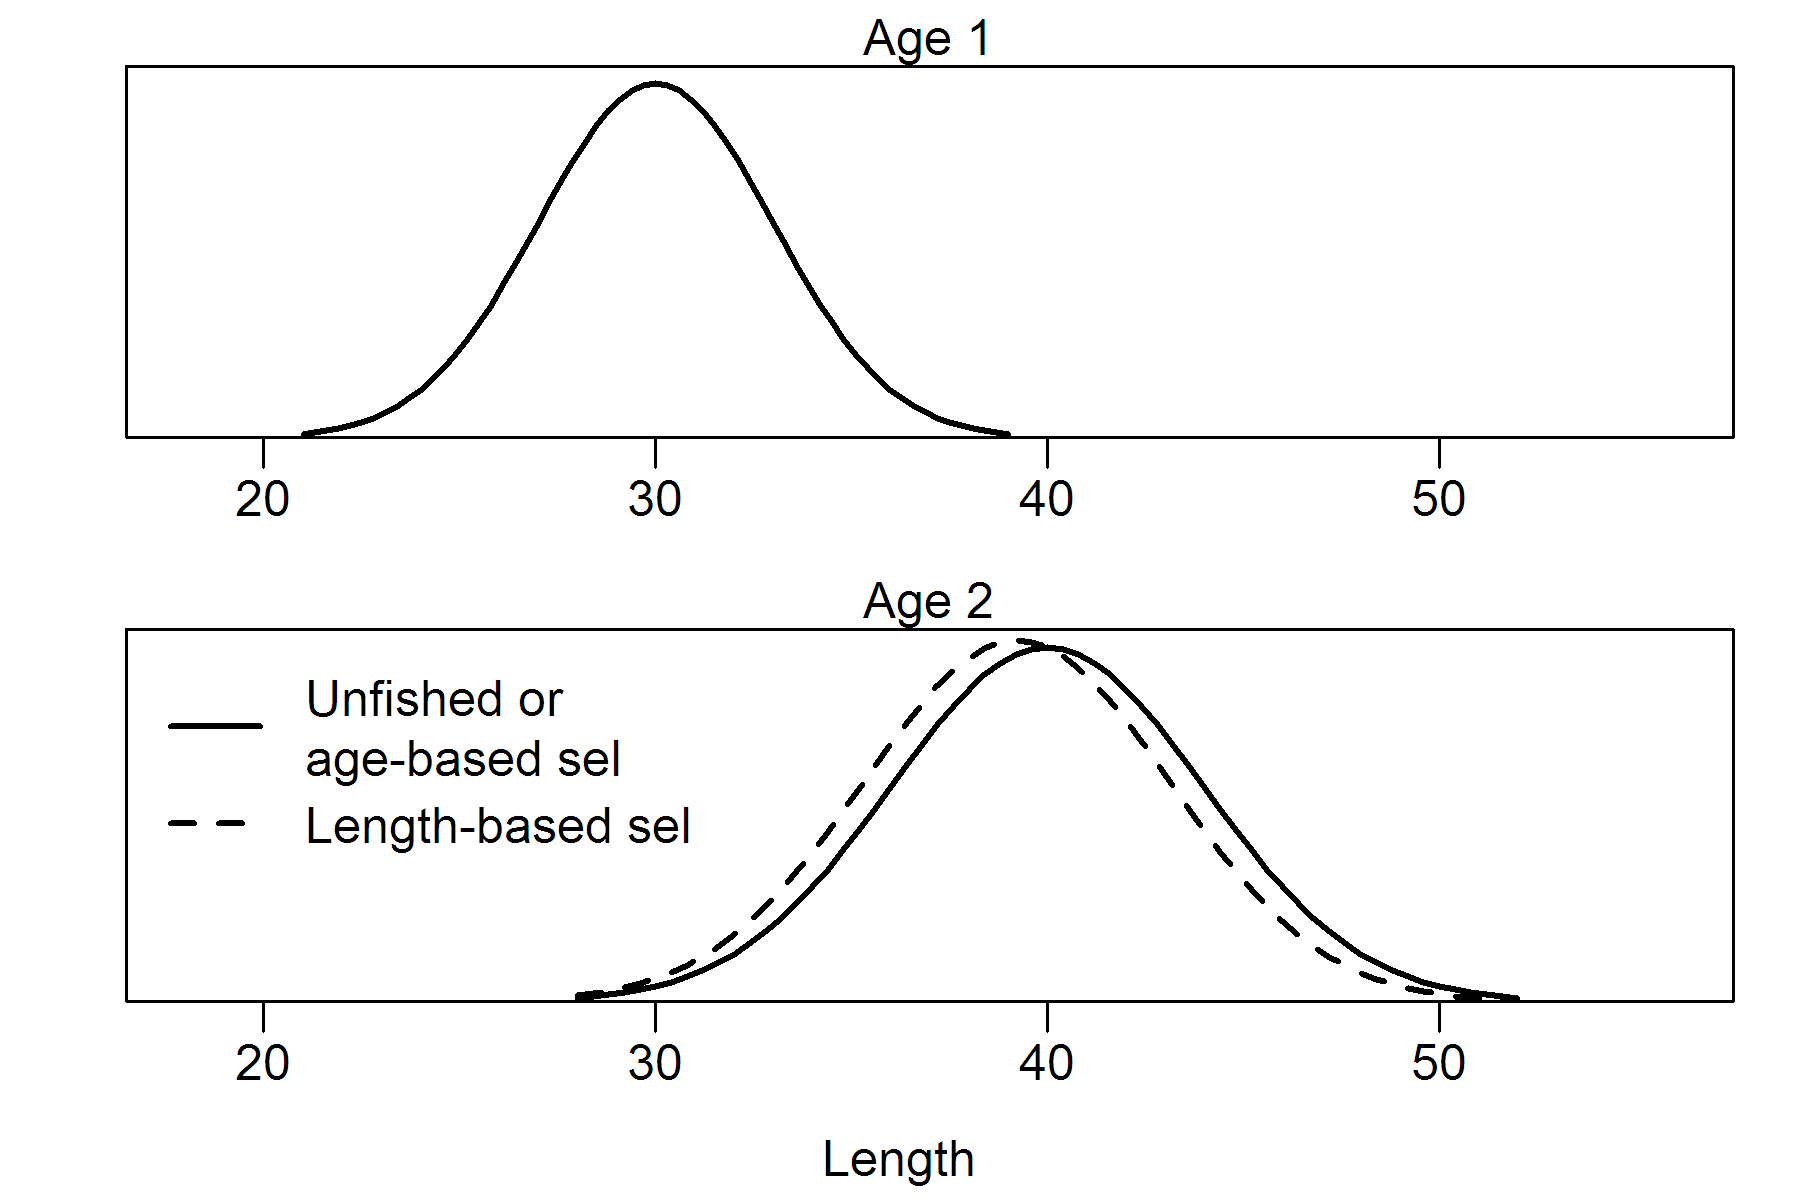 Age 1
20 30 40 50
Age 2
Unfished or
age-based sel
Length-based sel
20 30 40 50
Length